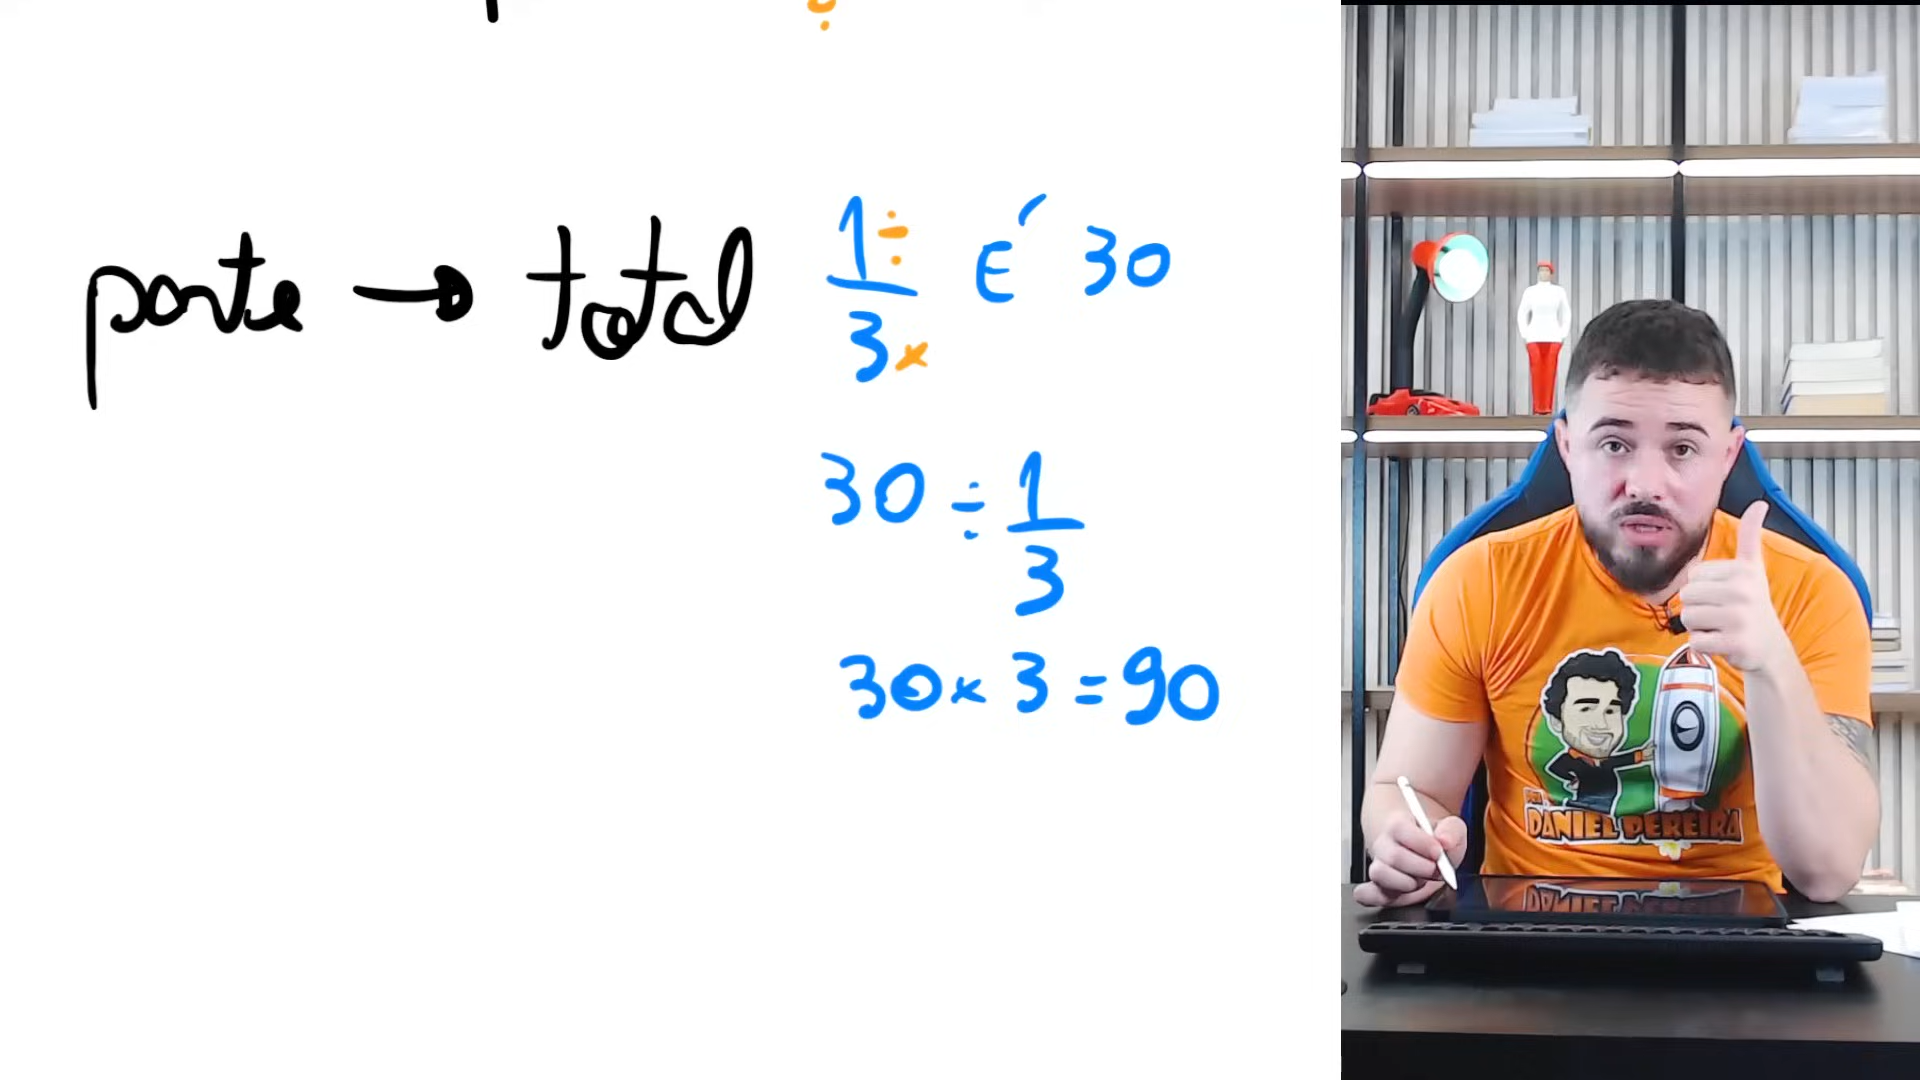 parte → total
1÷
3×
É 30
30 ÷ 1
3
30 × 3 = 90
DANIEL PEREIRA